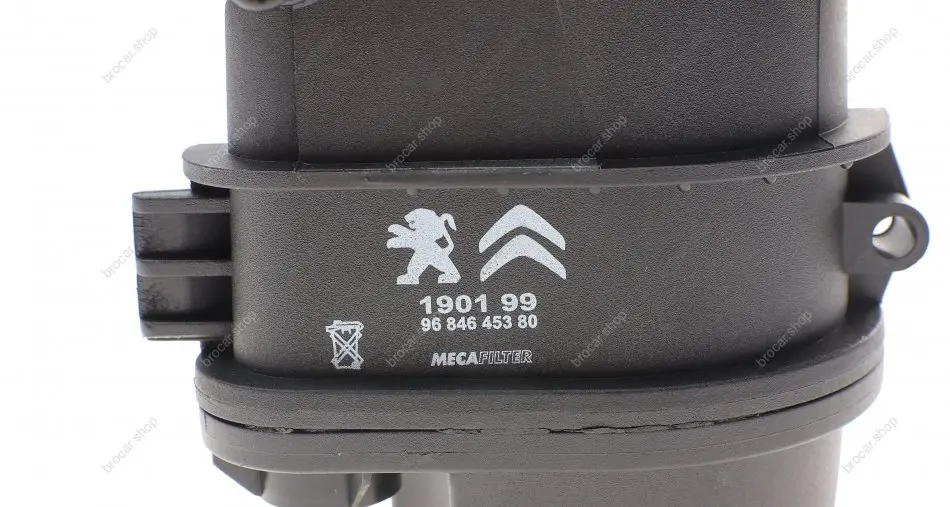 1901 99
96 846 453 80
MECAFILTER
brocar.shop